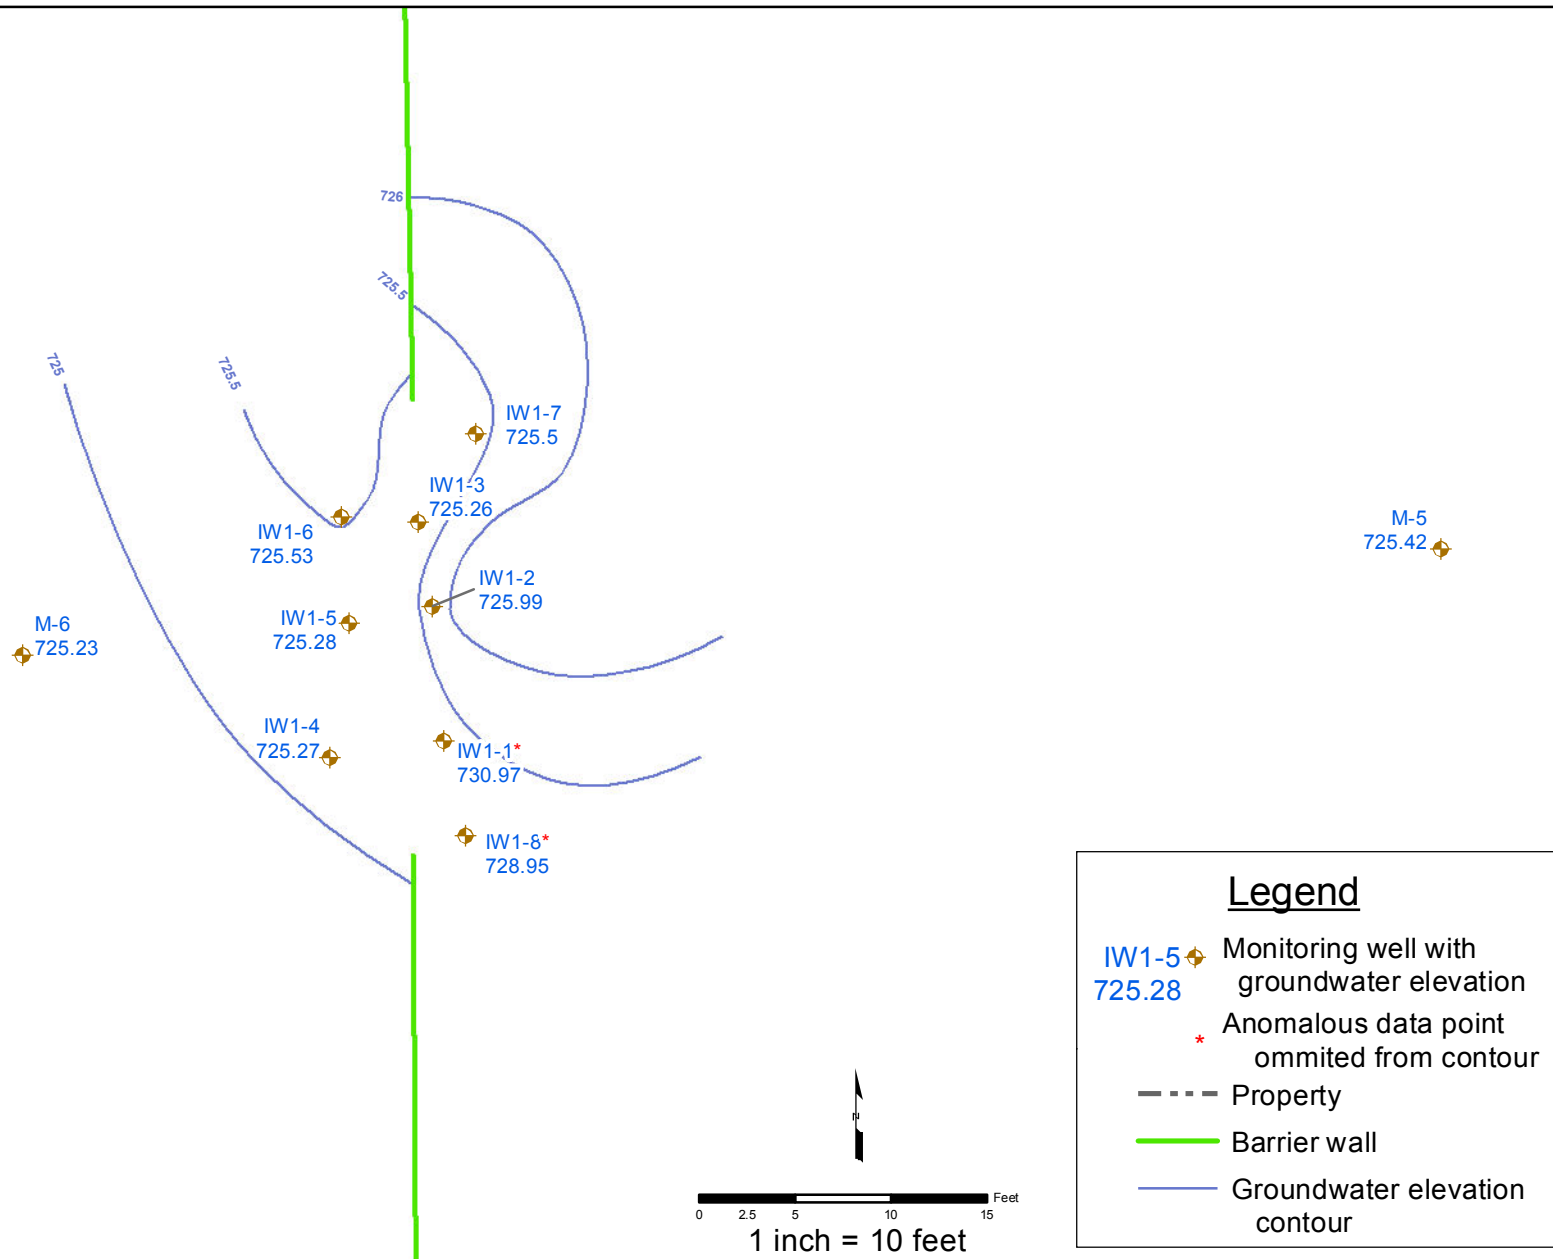 726
725.5
725
725.5
IW1-7
725.5
IW1-3
725.26
IW1-6
725.53
M-5
725.42
IW1-2
725.99
IW1-5
725.28
M-6
725.23
IW1-4
725.27
IW1-1*
730.97
IW1-8*
728.95
Legend
IW1-5
725.28
Monitoring well with
groundwater elevation
*
Anomalous data point
ommited from contour
Property
Barrier wall
Groundwater elevation
contour
N
Feet
0 2.5 5 10 15
1 inch = 10 feet